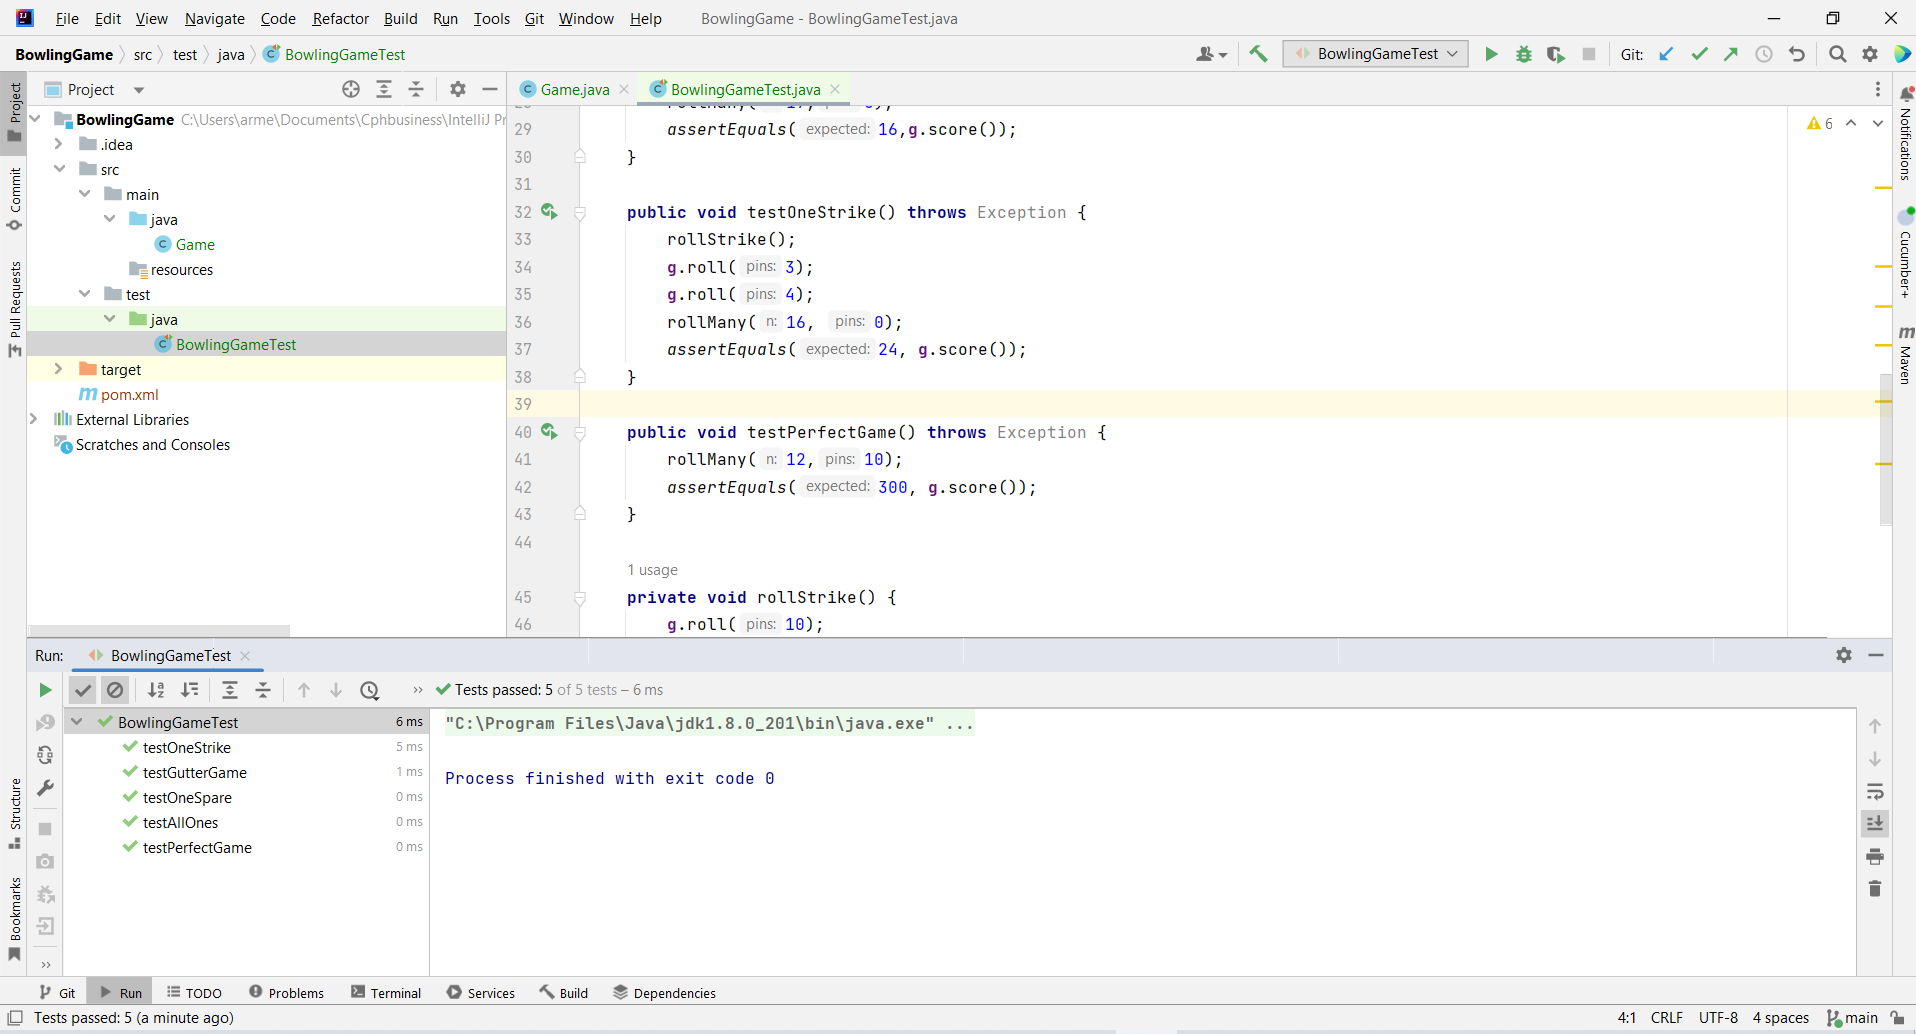 File Edit View Navigate Code Refactor Build Run Tools Git Window Help BowlingGame - BowlingGameTest.java
BowlingGame src test java BowlingGameTest
BowlingGameTest Git:
Project
Game.java BowlingGameTest.java
BowlingGame C:\Users\arme\Documents\Cphbusiness\IntelliJ Pr
.idea
src
main
java
Game
resources
test
java
BowlingGameTest
target
pom.xml
External Libraries
Scratches and Consoles
Project
Commit
Pull Requests
Structure
Bookmarks
29 assertEquals( expected: 16,g.score());
30 }
31
32 public void testOneStrike() throws Exception {
33 rollStrike();
34 g.roll( pins: 3);
35 g.roll( pins: 4);
36 rollMany( n: 16, pins: 0);
37 assertEquals( expected: 24, g.score());
38 }
39
40 public void testPerfectGame() throws Exception {
41 rollMany( n: 12, pins: 10);
42 assertEquals( expected: 300, g.score());
43 }
44
1 usage
45 private void rollStrike() {
46 g.roll( pins: 10);
6
Notifications
Cucumber+
m Maven
Run: BowlingGameTest
Tests passed: 5 of 5 tests – 6 ms
BowlingGameTest 6 ms
testOneStrike 5 ms
testGutterGame 1 ms
testOneSpare 0 ms
testAllOnes 0 ms
testPerfectGame 0 ms
"C:\Program Files\Java\jdk1.8.0_201\bin\java.exe" ...
Process finished with exit code 0
Git Run TODO Problems Terminal Services Build Dependencies
Tests passed: 5 (a minute ago)
4:1 CRLF UTF-8 4 spaces main